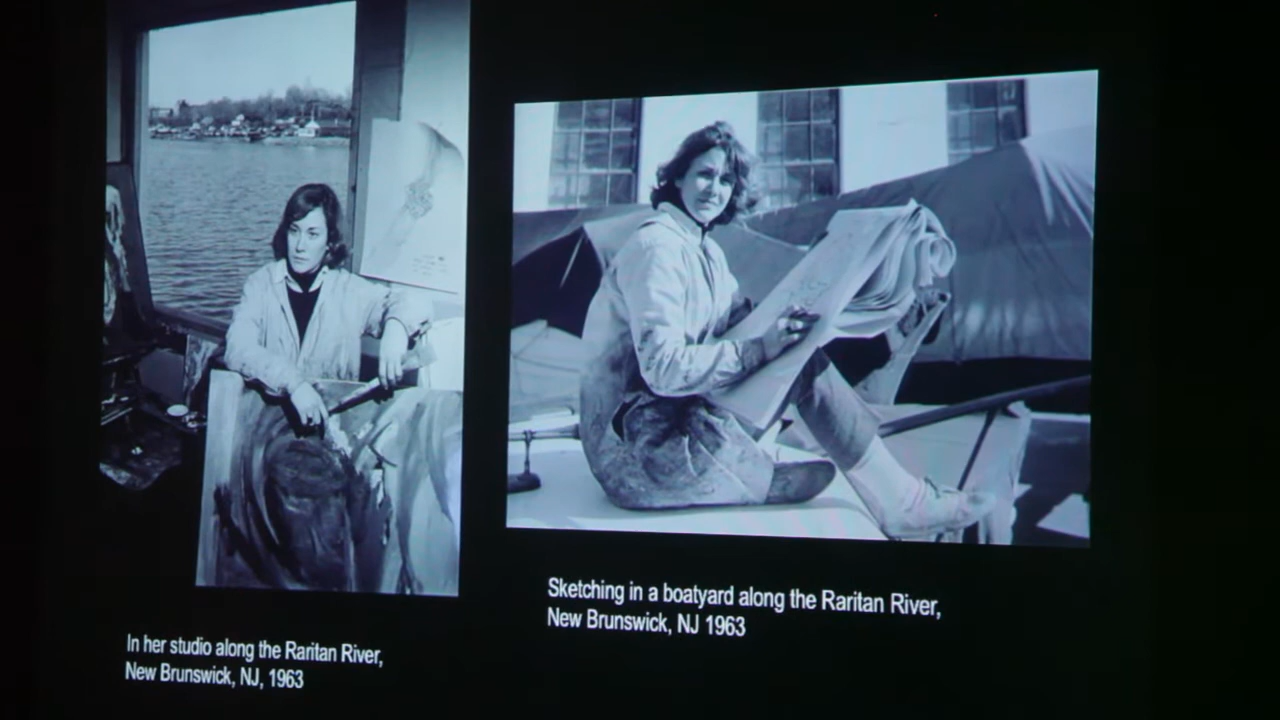 In her studio along the Raritan River,
New Brunswick, NJ, 1963
Sketching in a boatyard along the Raritan River,
New Brunswick, NJ 1963